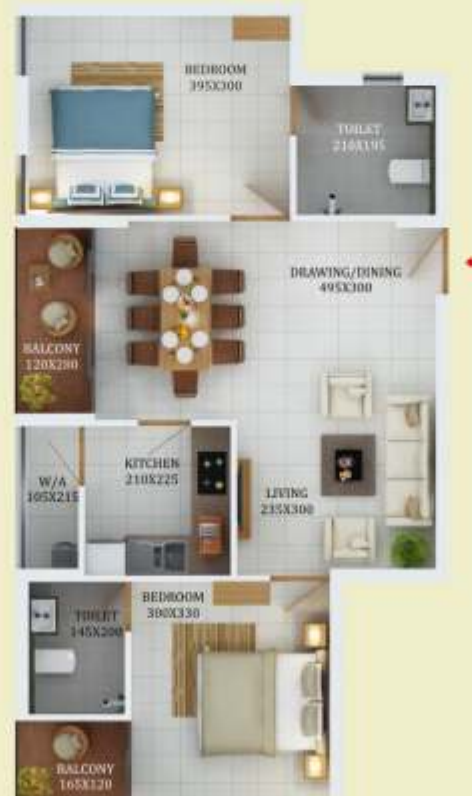 BEDROOM
395X300
TOILET
210X195
DRAWING/DINING
495X300
BALCONY
120X280
KITCHEN
210X225
W/A
105X215
LIVING
235X300
BEDROOM
300X330
TOILET
145X200
BALCONY
165X120